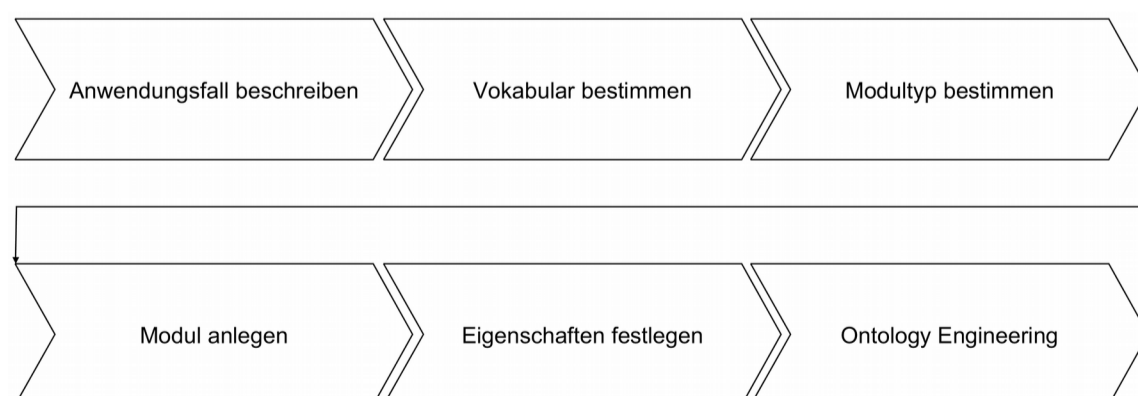 Anwendungsfall beschreiben
Vokabular bestimmen
Modultyp bestimmen
Modul anlegen
Eigenschaften festlegen
Ontology Engineering